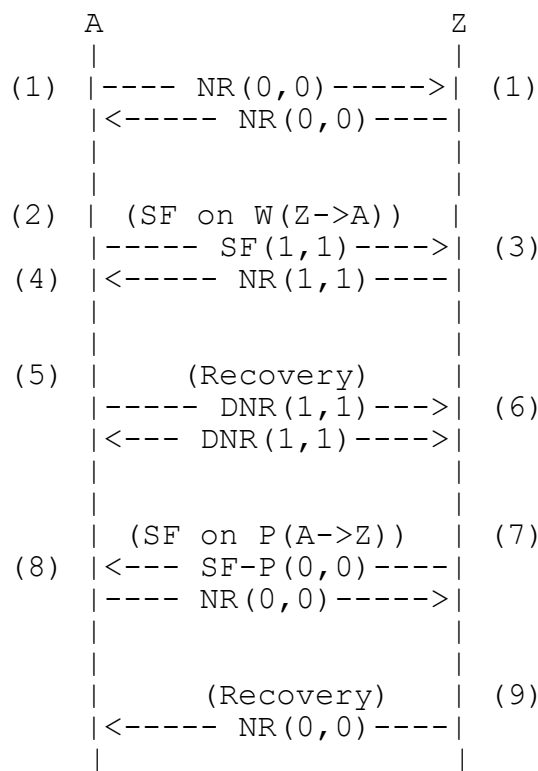 A                      Z
|                      |
(1) |---- NR(0,0)----->| (1)
|<----- NR(0,0) ----|
|                      |
|                      |
(2) | (SF on W(Z->A)) |
|----- SF(1,1) ---->| (3)
(4) |<----- NR(1,1) ----|
|                      |
|                      |
(5) | (Recovery) |
|----- DNR(1,1)--->| (6)
|<--- DNR(1,1)---->|
|                      |
|                      |
| (SF on P(A->Z)) | (7)
(8) |<--- SF-P(0,0) ----|
|---- NR(0,0)----->|
|                      |
|                      |
| (Recovery) | (9)
|<----- NR(0,0) ----|
|                      |